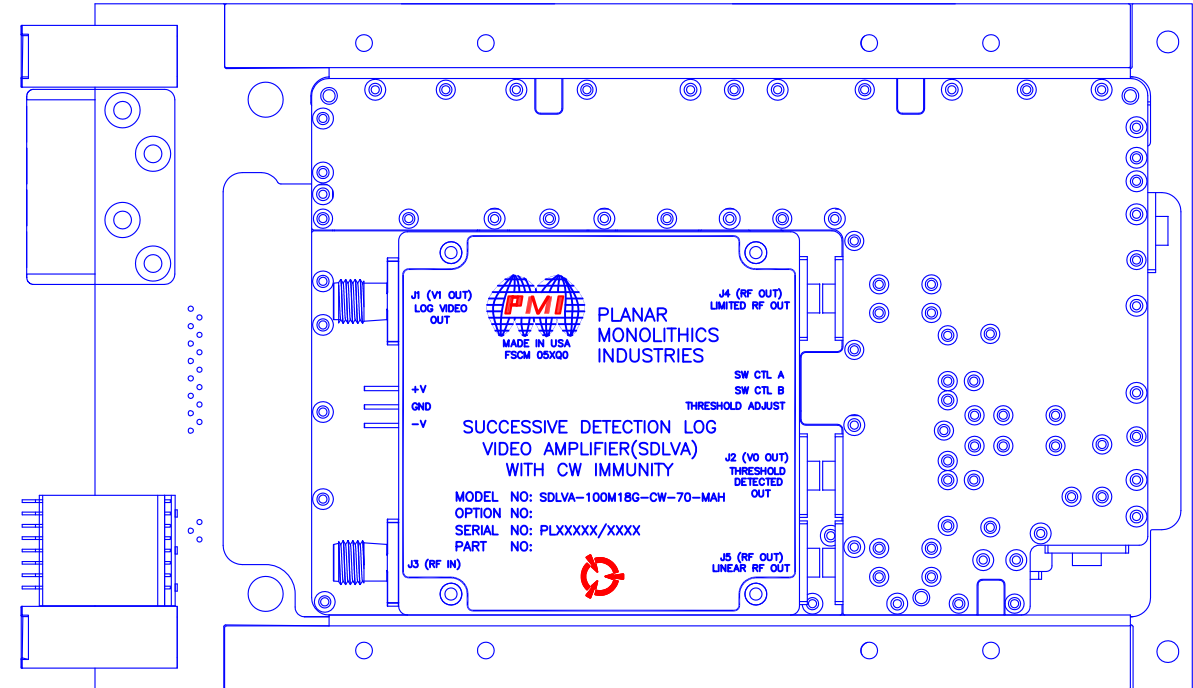 J1 (V1 OUT)
LOG VIDEO
OUT
PMI
MADE IN USA
FSCM 05XQ0
PLANAR
MONOLITHICS
INDUSTRIES
J4 (RF OUT)
LIMITED RF OUT
+V
GND
-V
SW CTL A
SW CTL B
THRESHOLD ADJUST
SUCCESSIVE DETECTION LOG
VIDEO AMPLIFIER(SDLVA)
WITH CW IMMUNITY
J2 (V0 OUT)
THRESHOLD
DETECTED
OUT
MODEL NO: SDLVA-100M18G-CW-70-MAH
OPTION NO:
SERIAL NO: PLXXXXX/XXXX
PART NO:
J3 (RF IN)
J5 (RF OUT)
LINEAR RF OUT